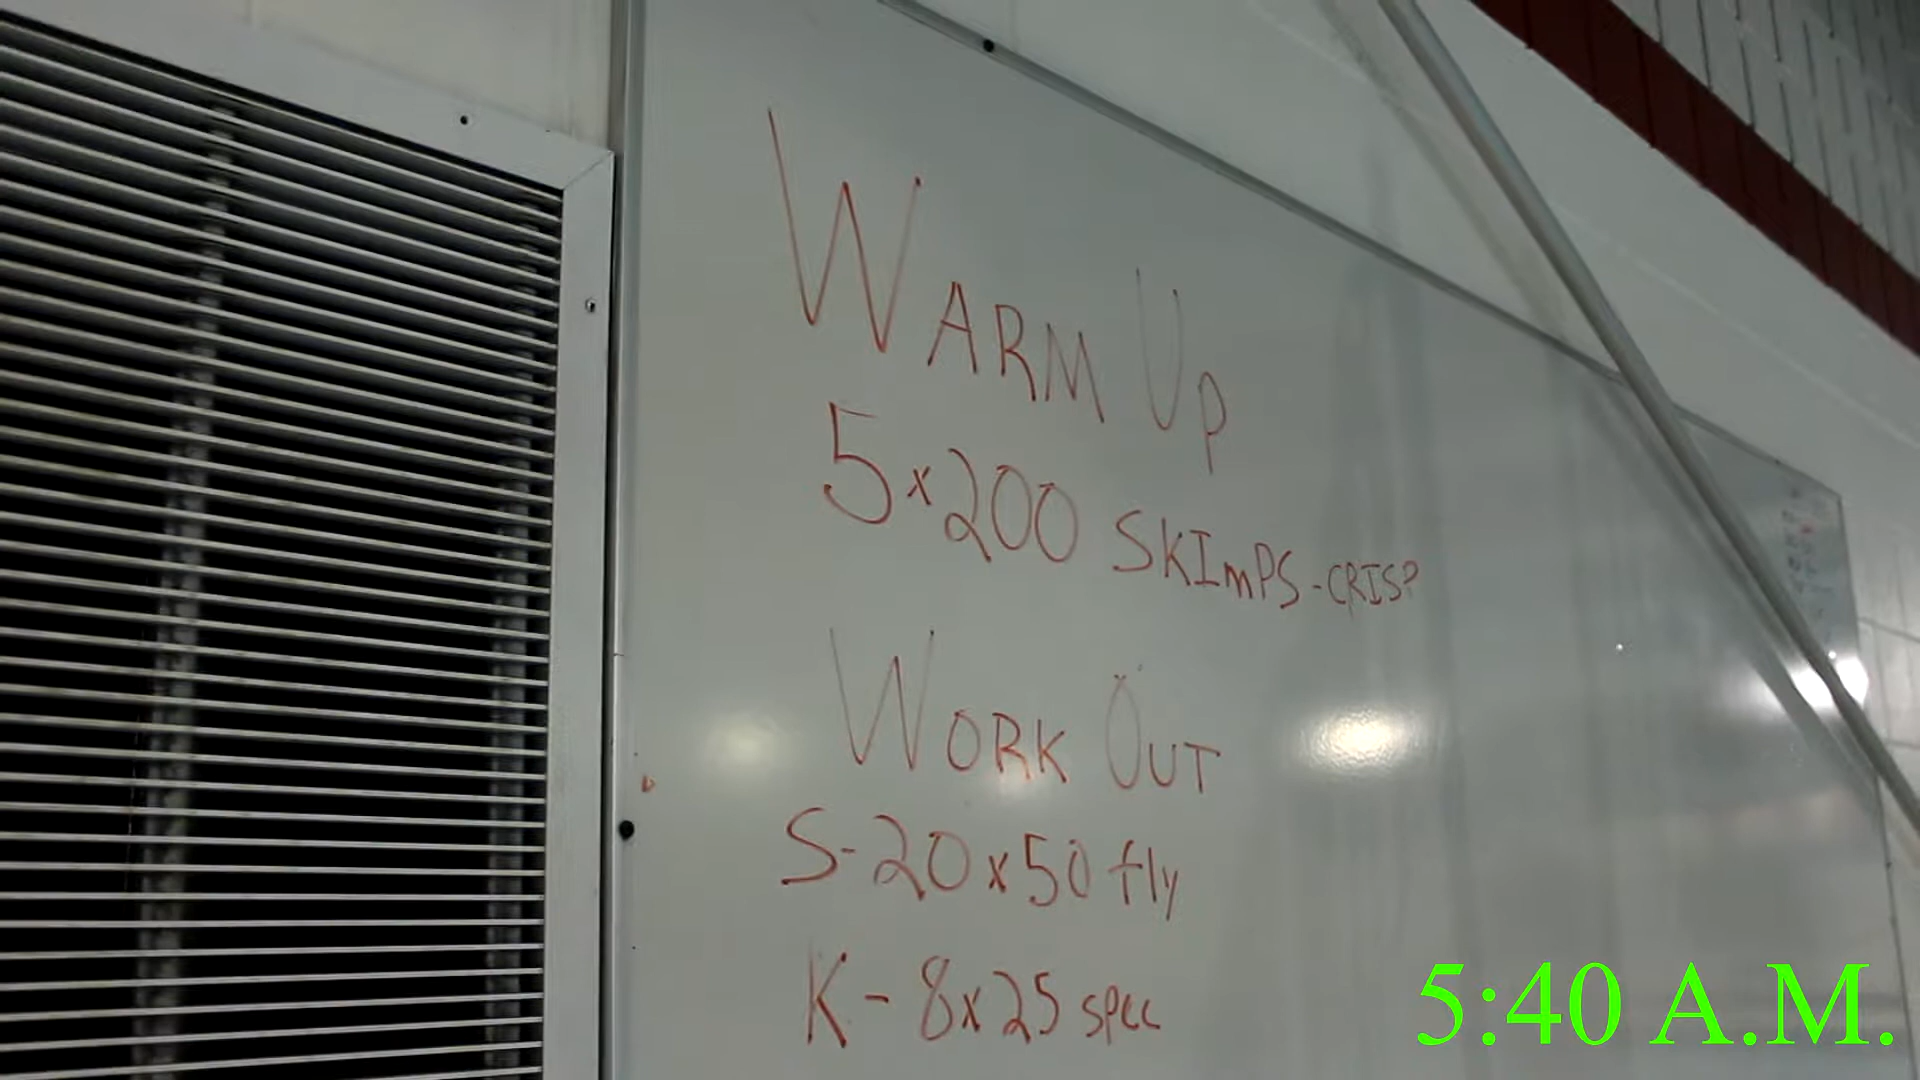 WARM UP
5x200 SKImPS-CRISP
WORK OUT
S-20x50 fly
K-8x25 spec
5:40 A.M.